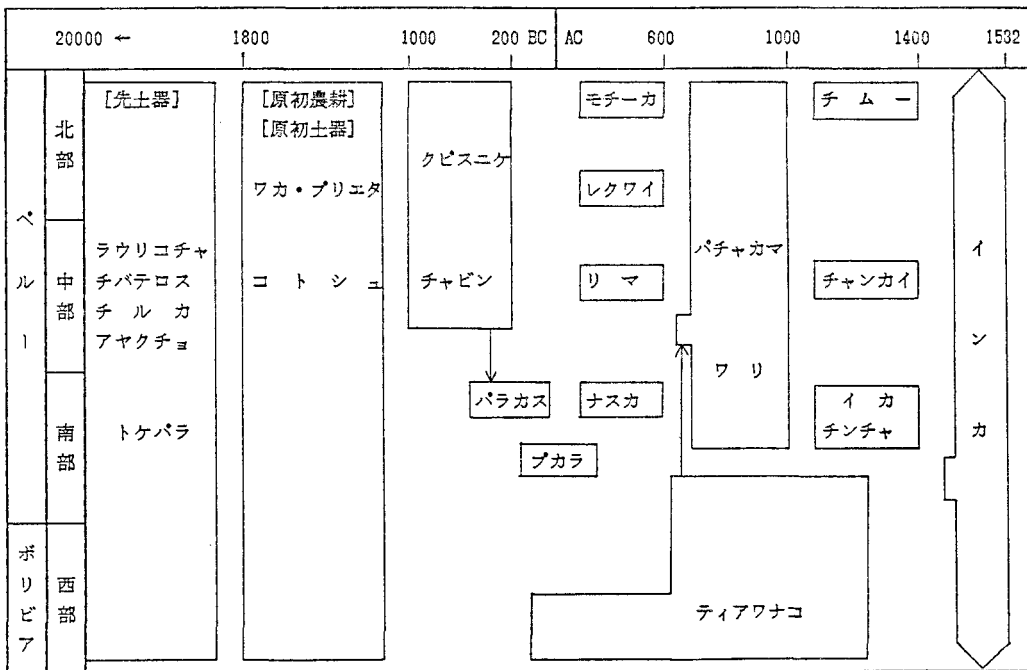 20000 ← 1800 1000 200 BC AC 600 1000 1400 1532
ペルー
北部
中部
南部
ボリビア
西部
[先土器]
ラウリコチャ
チバテロス
チルカ
アヤクチョ
トケパラ
[原初農耕]
[原初土器]
ワカ・プリエタ
コトシュ
クピスニケ
チャビン
パラカス
プカラ
モチーカ
レクワイ
リマ
ナスカ
パチャカマ
ワリ
ティアワナコ
チムー
チャンカイ
イカ
チンチャ
インカ